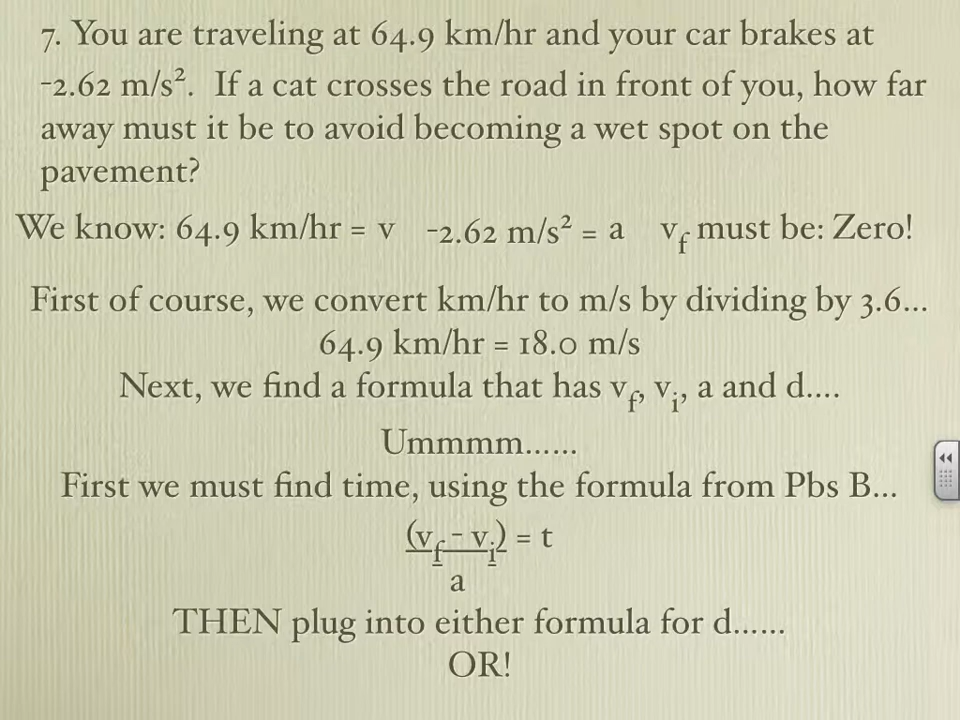 7. You are traveling at 64.9 km/hr and your car brakes at
-2.62 m/s². If a cat crosses the road in front of you, how far
away must it be to avoid becoming a wet spot on the
pavement?
We know: 64.9 km/hr = v -2.62 m/s² = a v_f must be: Zero!
First of course, we convert km/hr to m/s by dividing by 3.6...
64.9 km/hr = 18.0 m/s
Next, we find a formula that has v_f, v_i, a and d....
Ummmm......
First we must find time, using the formula from Pbs B...
(v_f - v_i) = t
a
THEN plug into either formula for d......
OR!